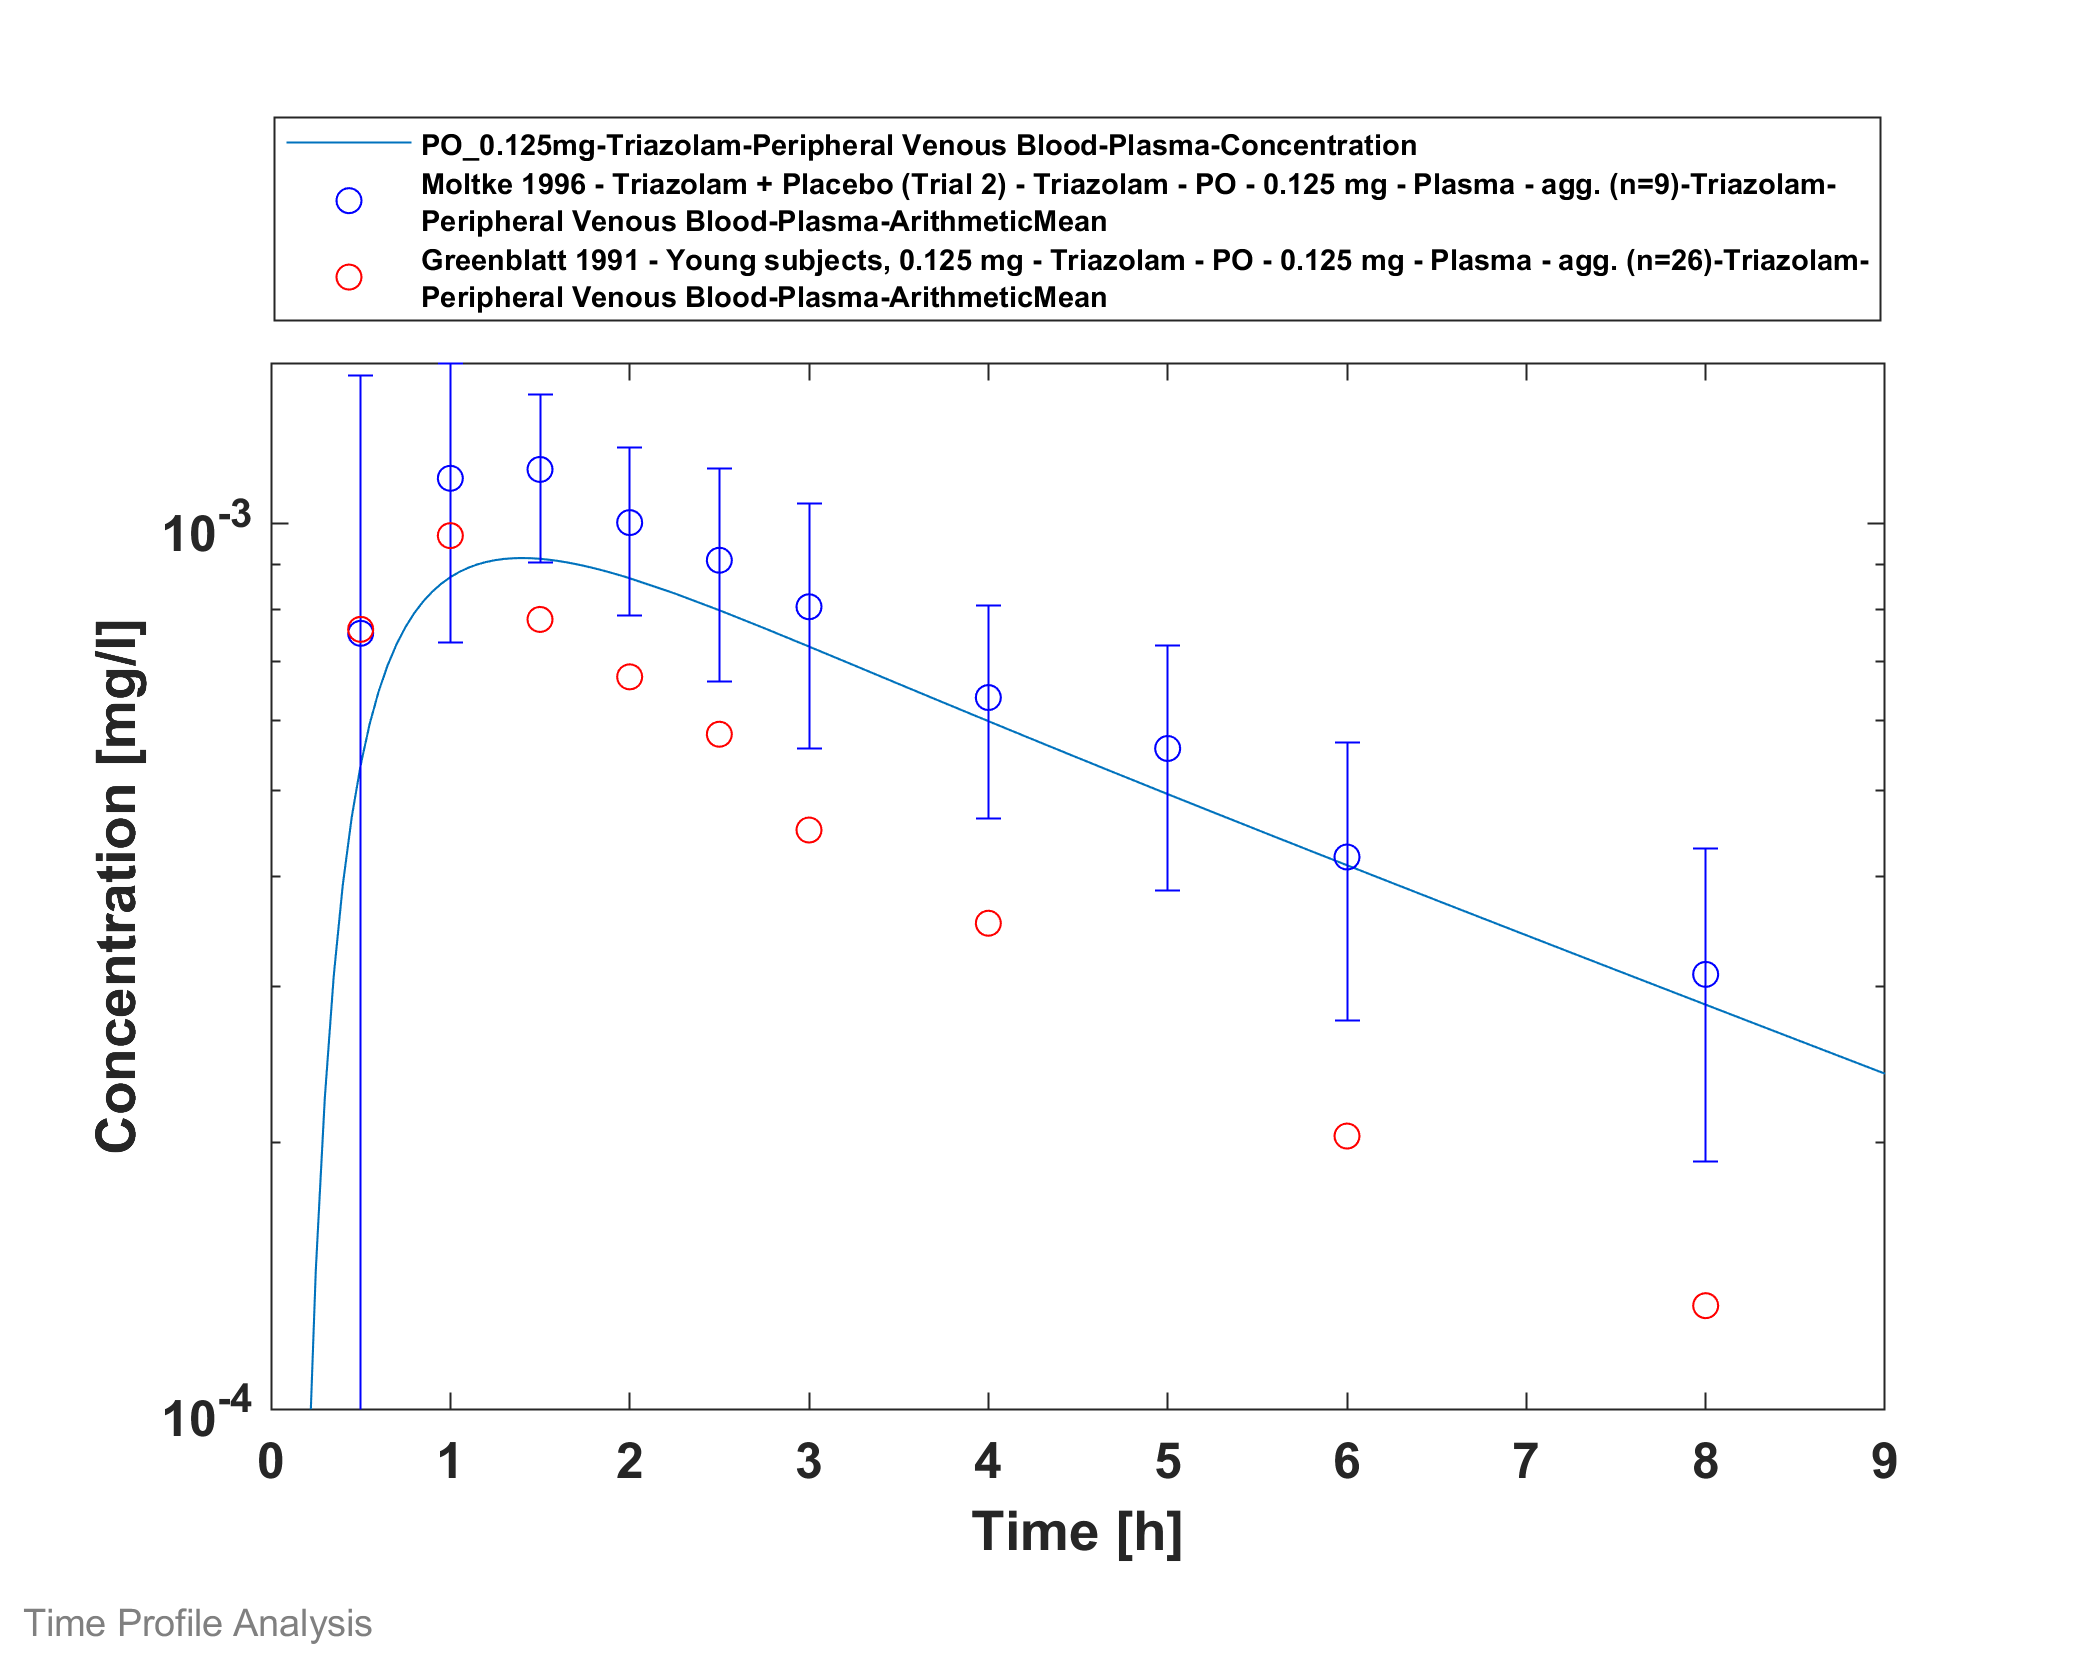 PO_0.125mg-Triazolam-Peripheral Venous Blood-Plasma-Concentration
Moltke 1996 - Triazolam + Placebo (Trial 2) - Triazolam - PO - 0.125 mg - Plasma - agg. (n=9)-Triazolam-
Peripheral Venous Blood-Plasma-ArithmeticMean
Greenblatt 1991 - Young subjects, 0.125 mg - Triazolam - PO - 0.125 mg - Plasma - agg. (n=26)-Triazolam-
Peripheral Venous Blood-Plasma-ArithmeticMean
10-3
10-4
Concentration [mg/l]
0 1 2 3 4 5 6 7 8 9
Time [h]
Time Profile Analysis